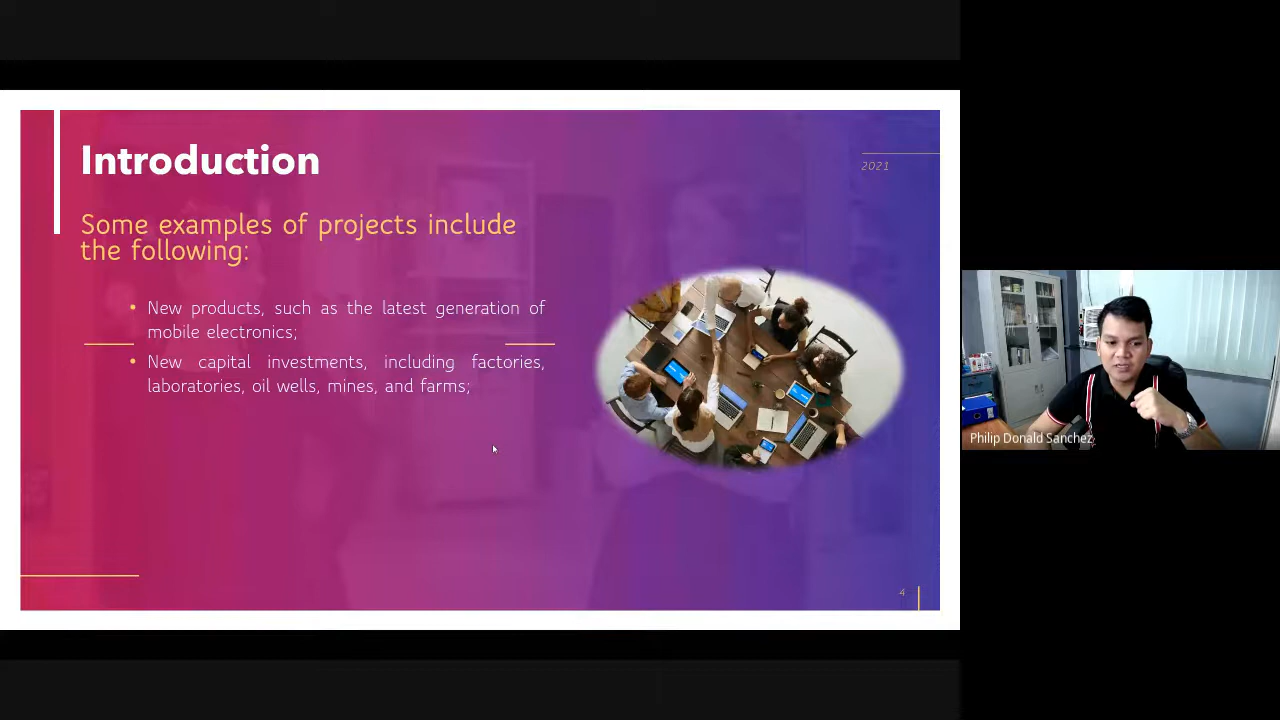 Introduction
2021
Some examples of projects include
the following:
• New products, such as the latest generation of
mobile electronics;
• New capital investments, including factories,
laboratories, oil wells, mines, and farms;
4
Philip Donald Sanchez